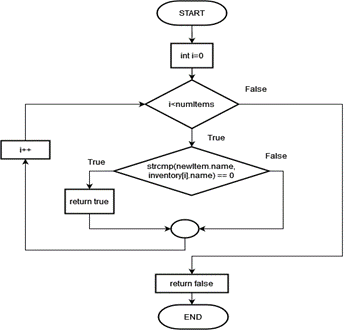 START
int i=0
i<numItems
False
True
i++
strcmp(newItem.name,
inventory[i].name) == 0
True
False
return true
return false
END